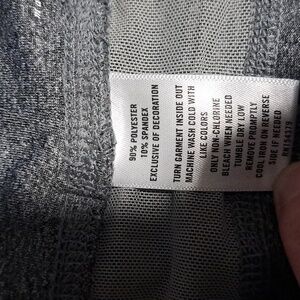 90% POLYESTER
10% SPANDEX
EXCLUSIVE OF DECORATION
TURN GARMENT INSIDE OUT
MACHINE WASH COLD WITH
LIKE COLORS
ONLY NON-CHLORINE
BLEACH WHEN NEEDED
TUMBLE DRY LOW
REMOVE PROMPTLY
COOL IRON ON REVERSE
SIDE IF NEEDED